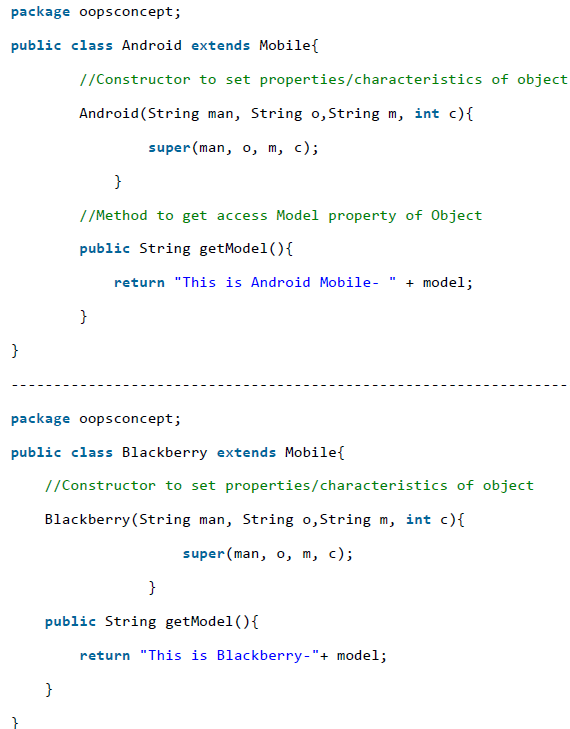 package oopsconcept;
public class Android extends Mobile{
//Constructor to set properties/characteristics of object
Android(String man, String o,String m, int c){
super(man, o, m, c);
}
//Method to get access Model property of Object
public String getModel(){
return "This is Android Mobile- " + model;
}
}
-----------------------------------------------------------------
package oopsconcept;
public class Blackberry extends Mobile{
//Constructor to set properties/characteristics of object
Blackberry(String man, String o,String m, int c){
super(man, o, m, c);
}
public String getModel(){
return "This is Blackberry-"+ model;
}
}